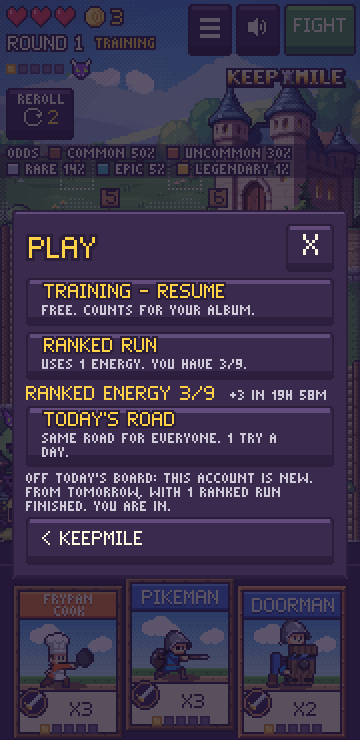 3
FIGHT
ROUND 1 TRAINING
KEEP MILE
REROLL
2
ODDS COMMON 50% UNCOMMON 30%
RARE 14% EPIC 5% LEGENDARY 1%
5 6
PLAY X
TRAINING - RESUME
FREE. COUNTS FOR YOUR ALBUM.
RANKED RUN
USES 1 ENERGY. YOU HAVE 3/9.
RANKED ENERGY 3/9 +3 IN 19H 58M
TODAY'S ROAD
SAME ROAD FOR EVERYONE. 1 TRY A
DAY.
OFF TODAY'S BOARD: THIS ACCOUNT IS NEW.
FROM TOMORROW, WITH 1 RANKED RUN
FINISHED. YOU ARE IN.
< KEEPMILE
FRYPAN
COOK
PIKEMAN
DOORMAN
X3
X3
X2